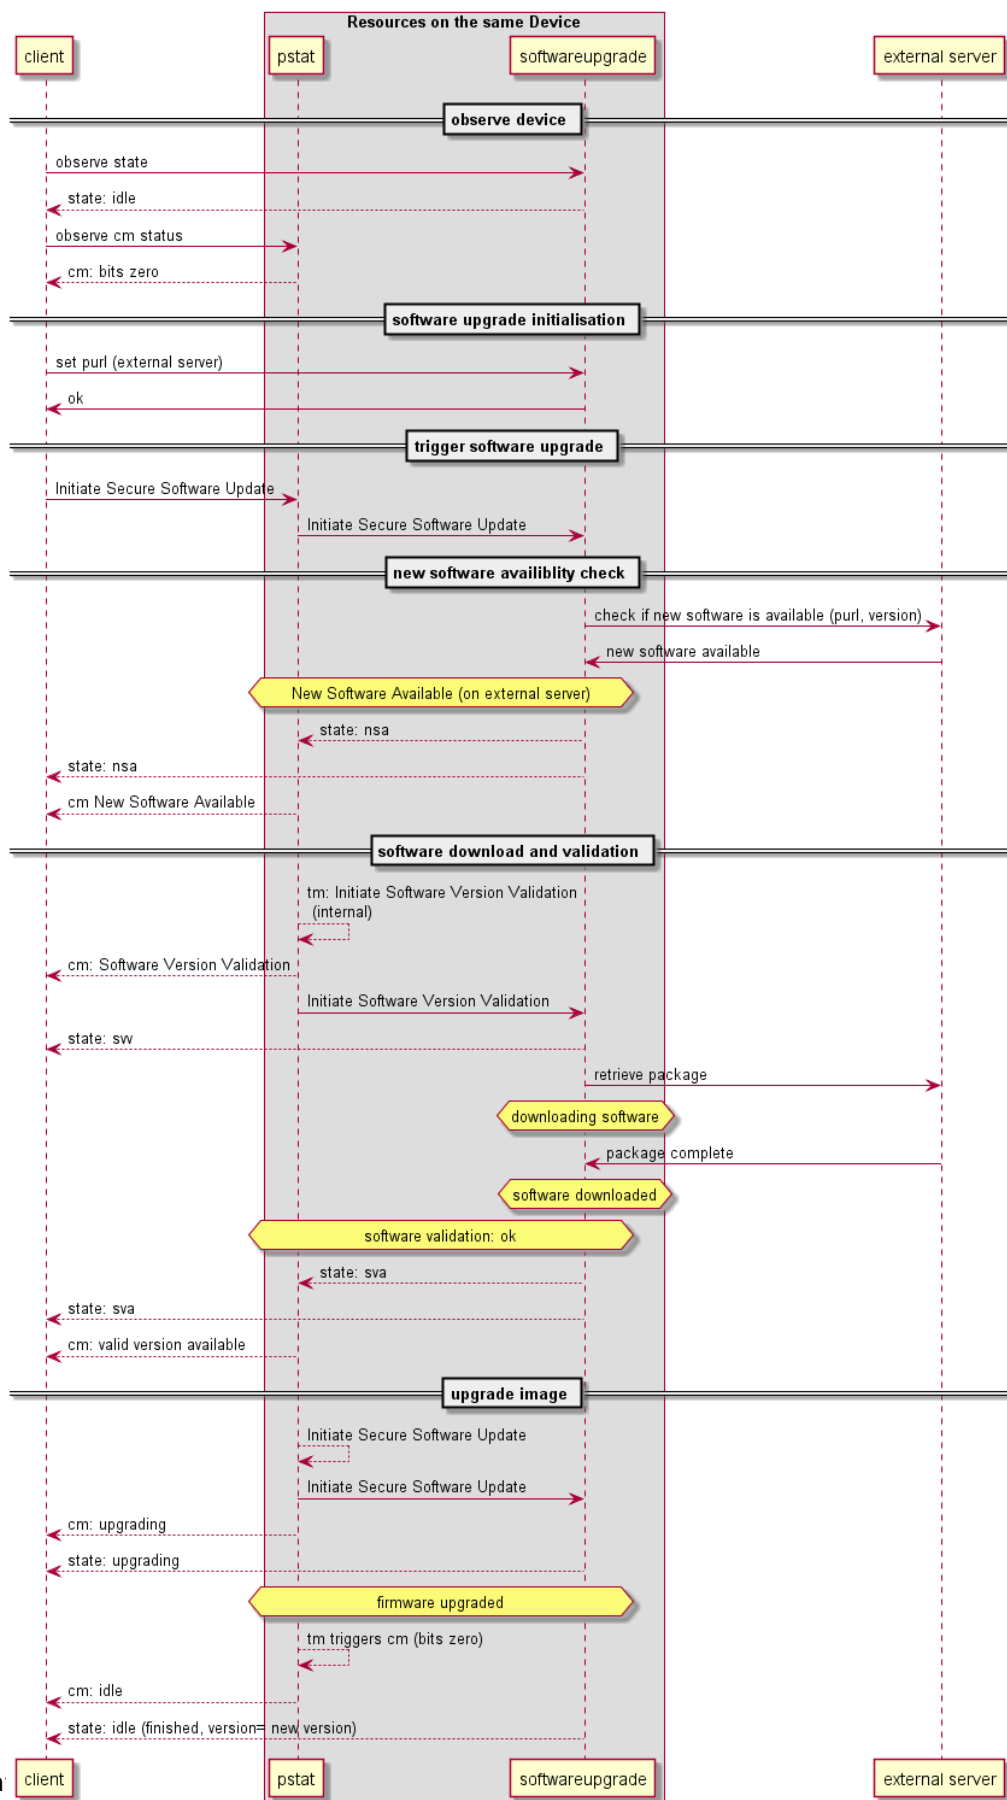 Resources on the same Device
client pstat softwareupgrade external server
observe device
observe state
state: idle
observe cm status
cm: bits zero
software upgrade initialisation
set purl (external server)
ok
trigger software upgrade
Initiate Secure Software Update
Initiate Secure Software Update
new software availiblity check
check if new software is available (purl, version)
new software available
New Software Available (on external server)
state: nsa
state: nsa
cm New Software Available
software download and validation
tm: Initiate Software Version Validation
(internal)
cm: Software Version Validation
Initiate Software Version Validation
state: svv
retrieve package
downloading software
package complete
software downloaded
software validation: ok
state: sva
state: sva
cm: valid version available
upgrade image
Initiate Secure Software Update
Initiate Secure Software Update
cm: upgrading
state: upgrading
firmware upgraded
tm triggers cm (bits zero)
cm: idle
state: idle (finished, version= new version)
client pstat softwareupgrade external server